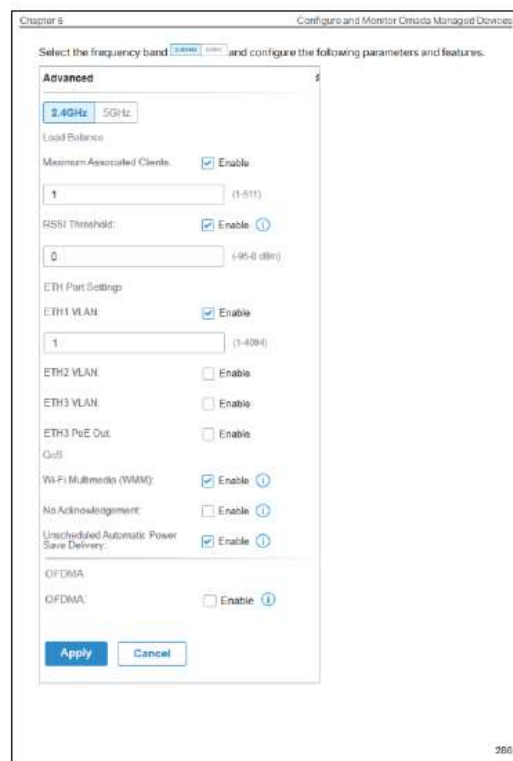 Chapter 6 Configure and Monitor Omada Managed Devices
Select the frequency band 2.4GHz 5GHz and configure the following parameters and features.
Advanced
2.4GHz 5GHz
Load Balance
Maximum Associated Clients: Enable
1 (1-511)
RSSI Threshold: Enable
0 (-95-0 dBm)
ETH Port Settings
ETH1 VLAN: Enable
1 (1-4094)
ETH2 VLAN: Enable
ETH3 VLAN: Enable
ETH3 PoE Out: Enable
QoS
Wi-Fi Multimedia (WMM): Enable
No Acknowledgement: Enable
Unscheduled Automatic Power
Save Delivery: Enable
OFDMA
OFDMA: Enable
Apply Cancel
286